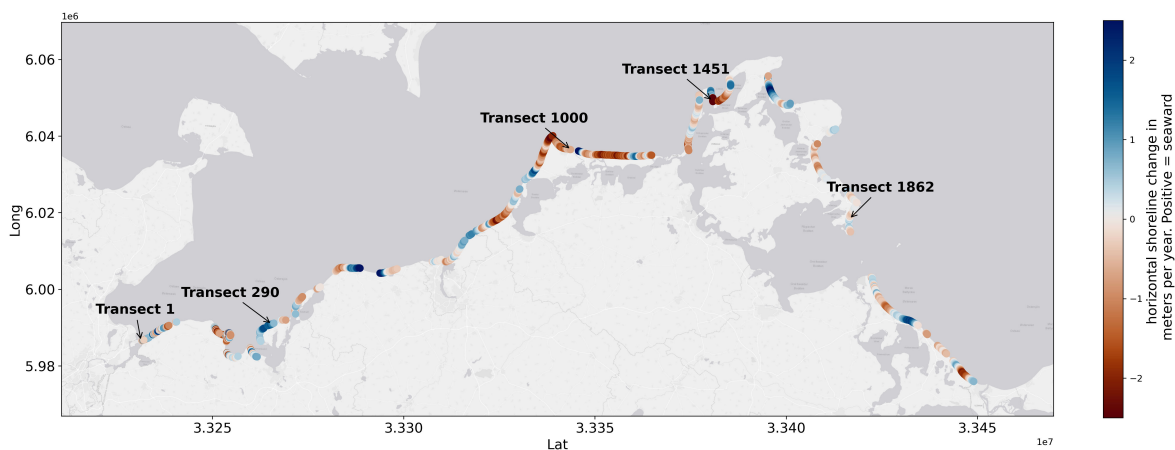 1e6
6.06
6.04
6.02
6.00
5.98
Long
Transect 1451
Transect 1000
Transect 1862
Transect 290
Transect 1
3.325
3.330
3.335
3.340
3.345
Lat
1e7
2
1
0
−1
−2
horizontal shoreline change in
meters per year. Positive = seaward